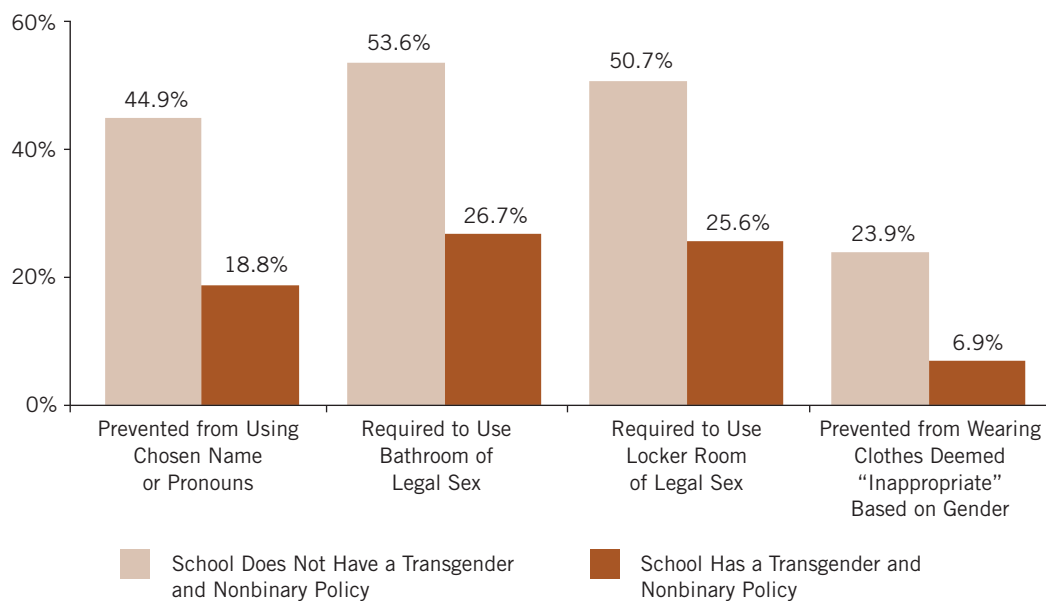 60%
53.6%
50.7%
44.9%
40%
26.7%
25.6%
23.9%
18.8%
20%
6.9%
0%
Prevented from Using
Chosen Name
or Pronouns
Required to Use
Bathroom of
Legal Sex
Required to Use
Locker Room
of Legal Sex
Prevented from Wearing
Clothes Deemed
“Inappropriate”
Based on Gender
School Does Not Have a Transgender
and Nonbinary Policy
School Has a Transgender and
Nonbinary Policy